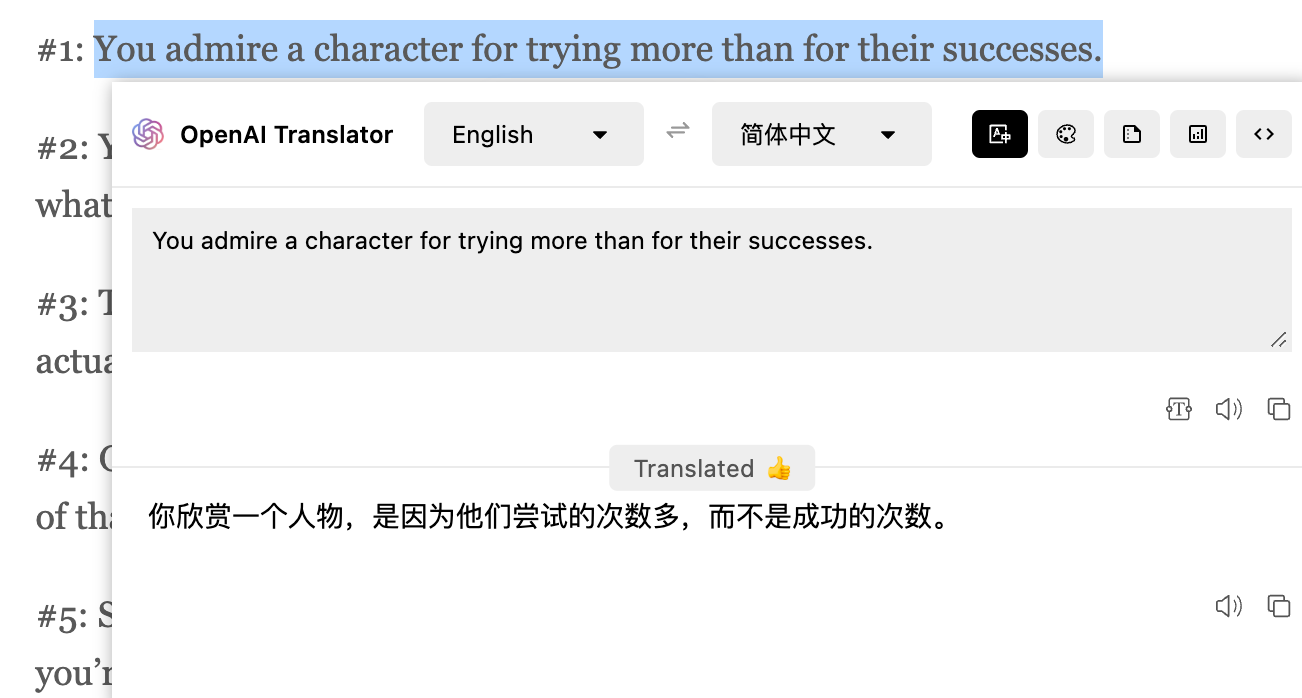 #1: You admire a character for trying more than for their successes.
OpenAI Translator English 简体中文
#2:
what
You admire a character for trying more than for their successes.
#3:
actua
#4:
Translated 👍
of tha
你欣赏一个人物，是因为他们尝试的次数多，而不是成功的次数。
#5: S
you’r